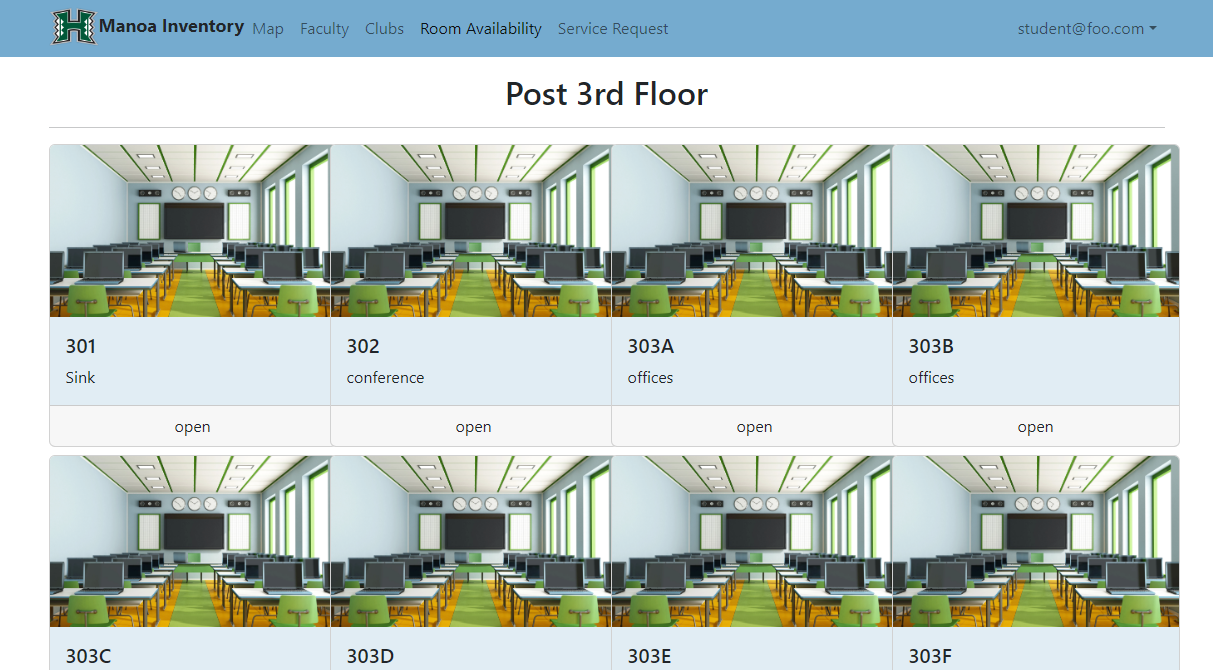 Manoa Inventory Map Faculty Clubs Room Availability Service Request student@foo.com
Post 3rd Floor
301 302 303A 303B
Sink conference offices offices
open open open open
303C 303D 303E 303F